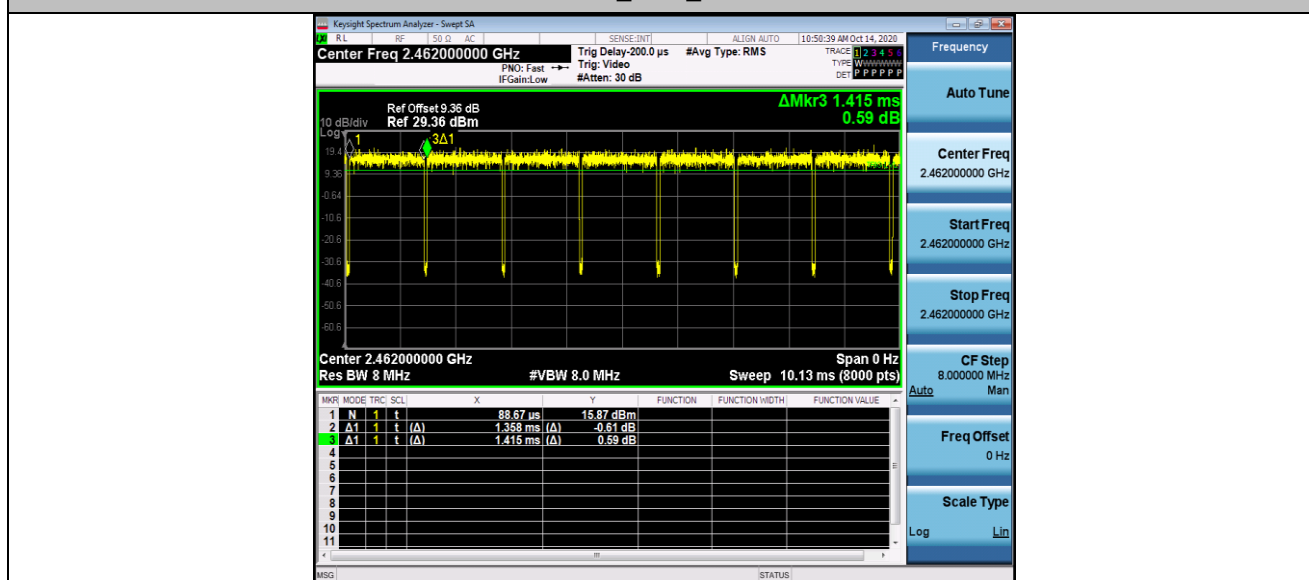 Keysight Spectrum Analyzer - Swept SA
RL RF 50 Ω AC SENSE:INT ALIGN AUTO 10:50:39 AM Oct 14, 2020
Center Freq 2.462000000 GHz
Trig Delay-200.0 µs #Avg Type: RMS
TRACE 1 2 3 4 5 6
PNO: Fast Trig: Video
TYPE WWWWWW
IFGain:Low #Atten: 30 dB
DET P P P P P P
Frequency
Auto Tune
ΔMkr3 1.415 ms
0.59 dB
Ref Offset 9.36 dB
10 dB/div Ref 29.36 dBm
Log
1
3Δ1
19.4
9.36
-0.64
-10.6
-20.6
-30.6
-40.6
-50.6
-60.6
Center 2.462000000 GHz Span 0 Hz
Res BW 8 MHz #VBW 8.0 MHz Sweep 10.13 ms (8000 pts)
Center Freq
2.462000000 GHz
Start Freq
2.462000000 GHz
Stop Freq
2.462000000 GHz
CF Step
8.000000 MHz
Auto Man
Freq Offset
0 Hz
Scale Type
Log Lin
MKR MODE TRC SCL X Y FUNCTION FUNCTION WIDTH FUNCTION VALUE
1 N 1 t 88.67 µs 15.87 dBm
2 Δ1 1 t (Δ) 1.358 ms (Δ) -0.61 dB
3 Δ1 1 t (Δ) 1.415 ms (Δ) 0.59 dB
4
5
6
7
8
9
10
11
MSG STATUS